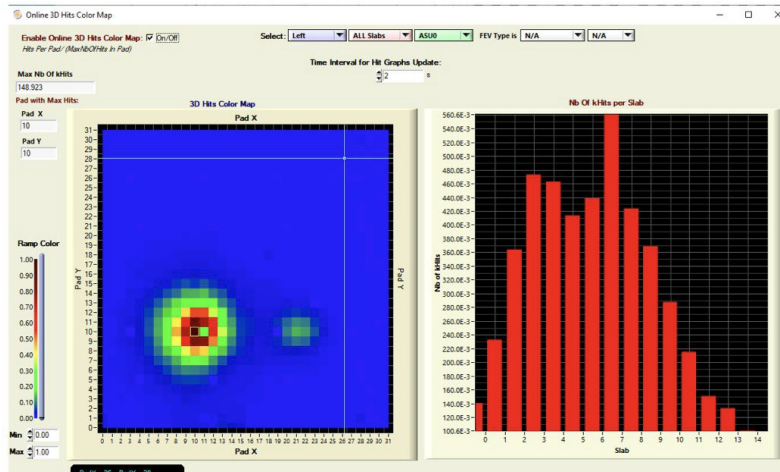 Online 3D Hits Color Map
Enable Online 3D Hits Color Map: On/Off
Hits Per Pad/ (MaxNbOfHits in Pad)
Select: Left ALL Slabs ASU0 FEV Type is N/A N/A
Time Interval for Hit Graphs Update:
2 s
Max Nb Of kHits
148.923
Pad with Max Hits:
Pad X
10
Pad Y
10
3D Hits Color Map
Pad X
31
30
29
28
27
26
25
24
23
22
21
20
19
18
17
16
15
14
13
12
11
10
9
8
7
6
5
4
3
2
1
0
Pad Y
Pad Y
0 1 2 3 4 5 6 7 8 9 10 11 12 13 14 15 16 17 18 19 20 21 22 23 24 25 26 27 28 29 30 31
Pad X
Ramp Color
1.00
0.90
0.80
0.70
0.60
0.50
0.40
0.30
0.20
0.10
0.00
Min 0.00
Max 1.00
Nb Of kHits per Slab
560.6E-3
540.0E-3
520.0E-3
500.0E-3
480.0E-3
460.0E-3
440.0E-3
420.0E-3
400.0E-3
380.0E-3
360.0E-3
340.0E-3
320.0E-3
300.0E-3
280.0E-3
260.0E-3
240.0E-3
220.0E-3
200.0E-3
180.0E-3
160.0E-3
140.0E-3
120.0E-3
100.6E-3
Nb of kHits
0 1 2 3 4 5 6 7 8 9 10 11 12 13 14
Slab